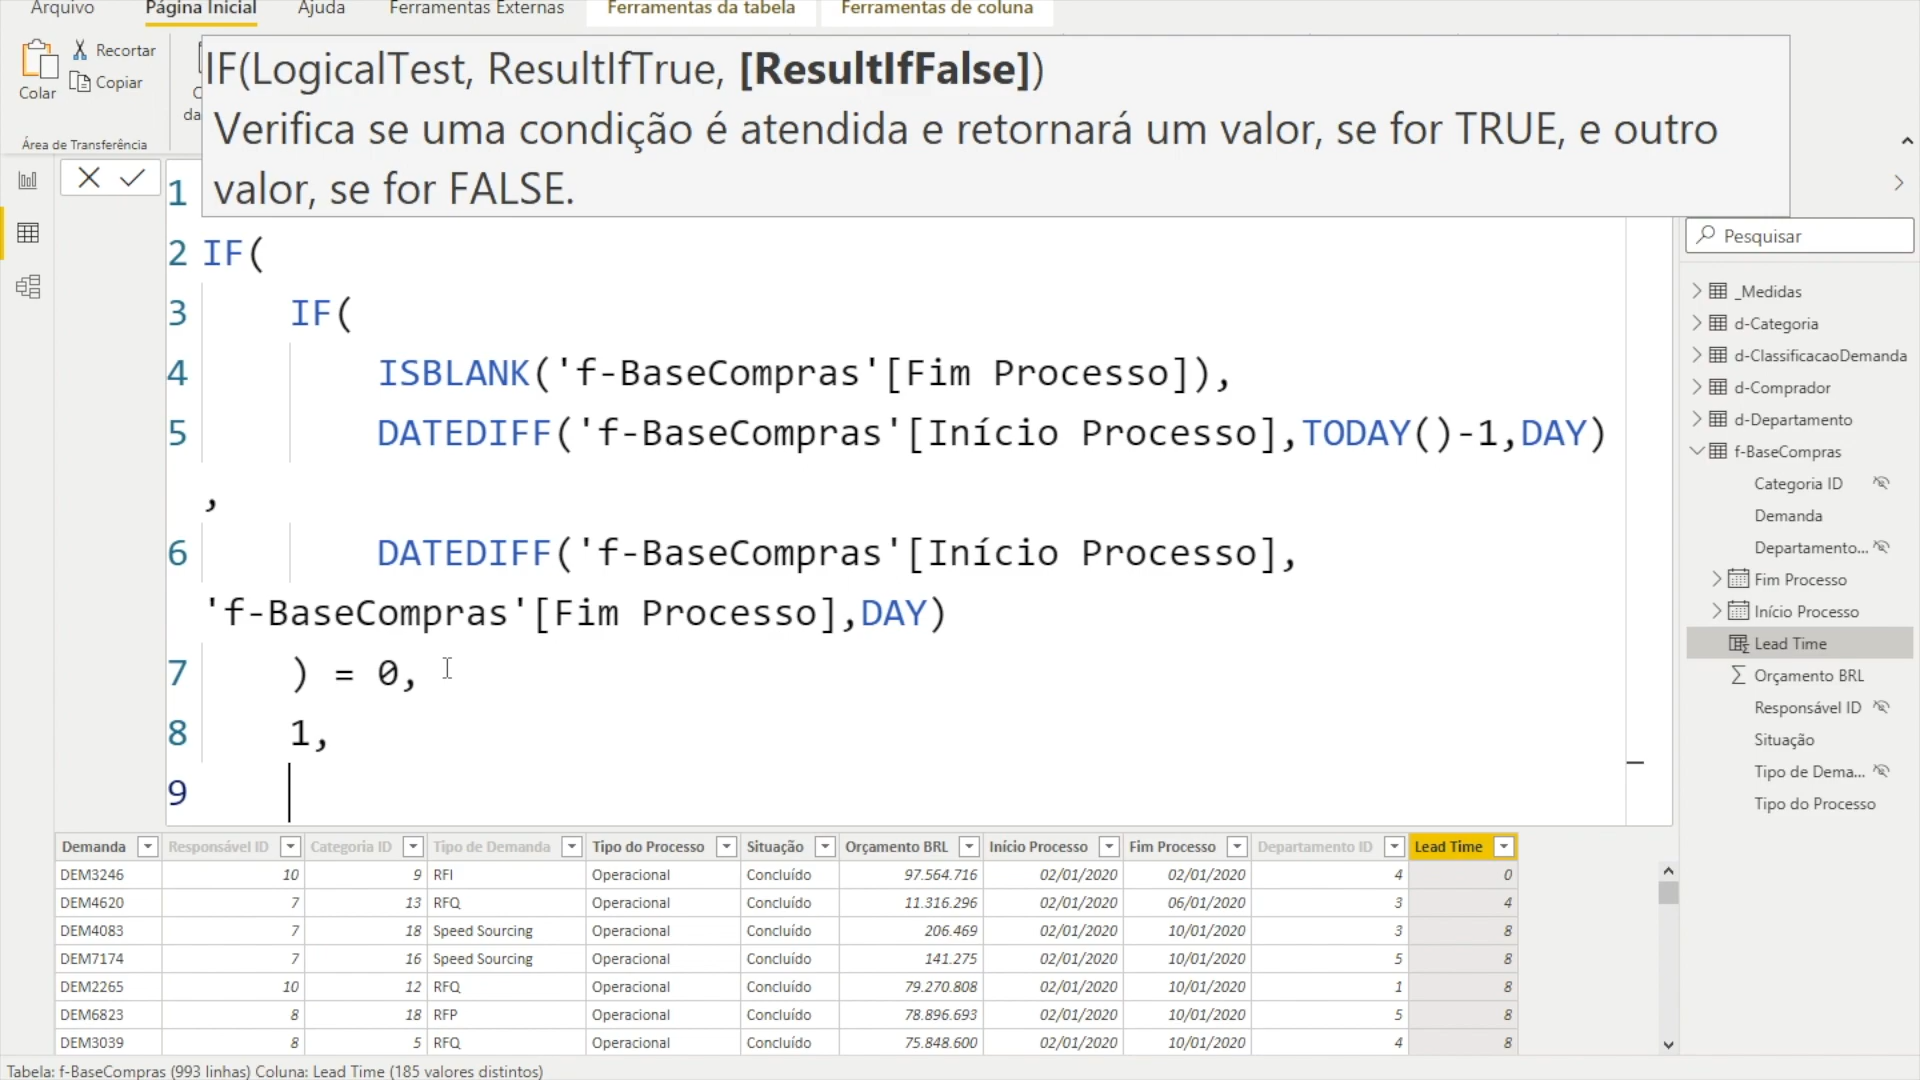 Arquivo Página Inicial Ajuda Ferramentas Externas Ferramentas da tabela Ferramentas de coluna
Colar
Recortar
Copiar
Área de Transferência
da
IF(LogicalTest, ResultIfTrue, [ResultIfFalse])
Verifica se uma condição é atendida e retornará um valor, se for TRUE, e outro
valor, se for FALSE.
1
2 IF(
3 IF(
4 ISBLANK('f-BaseCompras'[Fim Processo]),
5 DATEDIFF('f-BaseCompras'[Início Processo],TODAY()-1,DAY)
,
6 DATEDIFF('f-BaseCompras'[Início Processo],
'f-BaseCompras'[Fim Processo],DAY)
7 ) = 0,
8 1,
9
Pesquisar
_Medidas
d-Categoria
d-ClassificacaoDemanda
d-Comprador
d-Departamento
f-BaseCompras
Categoria ID
Demanda
Departamento...
Fim Processo
Início Processo
Lead Time
Orçamento BRL
Responsável ID
Situação
Tipo de Dema...
Tipo do Processo
Demanda Responsável ID Categoria ID Tipo de Demanda Tipo do Processo Situação Orçamento BRL Início Processo Fim Processo Departamento ID Lead Time
DEM3246 10 9 RFI Operacional Concluído 97.564.716 02/01/2020 02/01/2020 4 0
DEM4620 7 13 RFQ Operacional Concluído 11.316.296 02/01/2020 06/01/2020 3 4
DEM4083 7 18 Speed Sourcing Operacional Concluído 206.469 02/01/2020 10/01/2020 3 8
DEM7174 7 16 Speed Sourcing Operacional Concluído 141.275 02/01/2020 10/01/2020 5 8
DEM2265 10 12 RFQ Operacional Concluído 79.270.808 02/01/2020 10/01/2020 1 8
DEM6823 8 18 RFP Operacional Concluído 78.896.693 02/01/2020 10/01/2020 5 8
DEM3039 8 5 RFQ Operacional Concluído 75.848.600 02/01/2020 10/01/2020 4 8
Tabela: f-BaseCompras (993 linhas) Coluna: Lead Time (185 valores distintos)